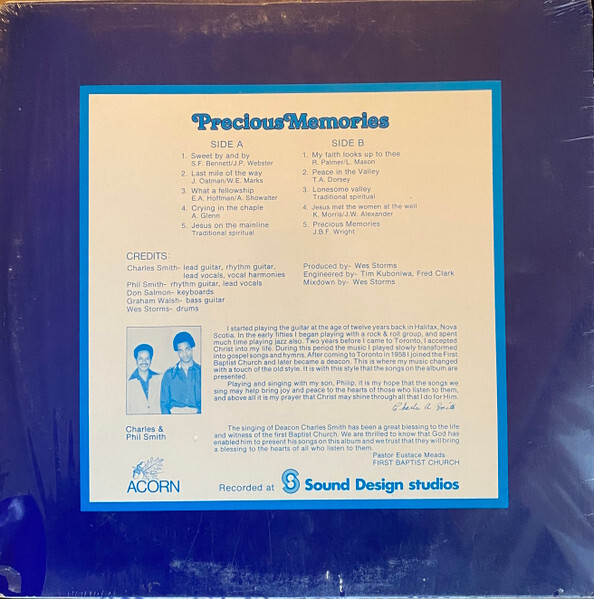 Precious Memories
SIDE A
1. Sweet by and by
S.F. Bennett/J.P. Webster
2. Last mile of the way
J. Oatman/W.E. Marks
3. What a fellowship
E.A. Hoffman/A. Showalter
4. Crying in the chaple
A. Glenn
5. Jesus on the mainline
Traditional spiritual
SIDE B
1. My faith looks up to thee
R. Palmer/L. Mason
2. Peace in the Valley
T.A. Dorsey
3. Lonesome valley
Traditional spiritual
4. Jesus met the women at the well
K. Morris/J.W. Alexander
5. Precious Memories
J.B.F. Wright
CREDITS:
Charles Smith- lead guitar, rhythm guitar,
lead vocals, vocal harmonies
Phil Smith- rhythm guitar, lead vocals
Don Salmon- keyboards
Graham Walsh- bass guitar
Wes Storms- drums
Produced by- Wes Storms
Engineered by- Tim Kuboniwa, Fred Clark
Mixdown by- Wes Storms
I started playing the guitar at the age of twelve years back in Halifax, Nova
Scotia. In the early fifties I began playing with a rock & roll group, and spent
much time playing jazz also. Two years before I came to Toronto, I accepted
Christ into my life. During this period the music I played slowly transformed
into gospel songs and hymns. After coming to Toronto in 1958 I joined the First
Baptist Church and later became a deacon. This is where my music changed
with a touch of the old style. It is with this style that the songs on the album are
presented.
Playing and singing with my son, Philip, it is my hope that the songs we
sing may help bring joy and peace to the hearts of those who listen to them,
and above all it is my prayer that Christ may shine through all that I do for Him.
Charles A. Smith
Charles &
Phil Smith
The singing of Deacon Charles Smith has been a great blessing to the life
and witness of the first Baptist Church. We are thrilled to know that God has
enabled him to present his songs on this album and we trust that they will bring
a blessing to the hearts of all who listen to them.
Pastor Eustace Meads
FIRST BAPTIST CHURCH
ACORN
Recorded at S Sound Design studios